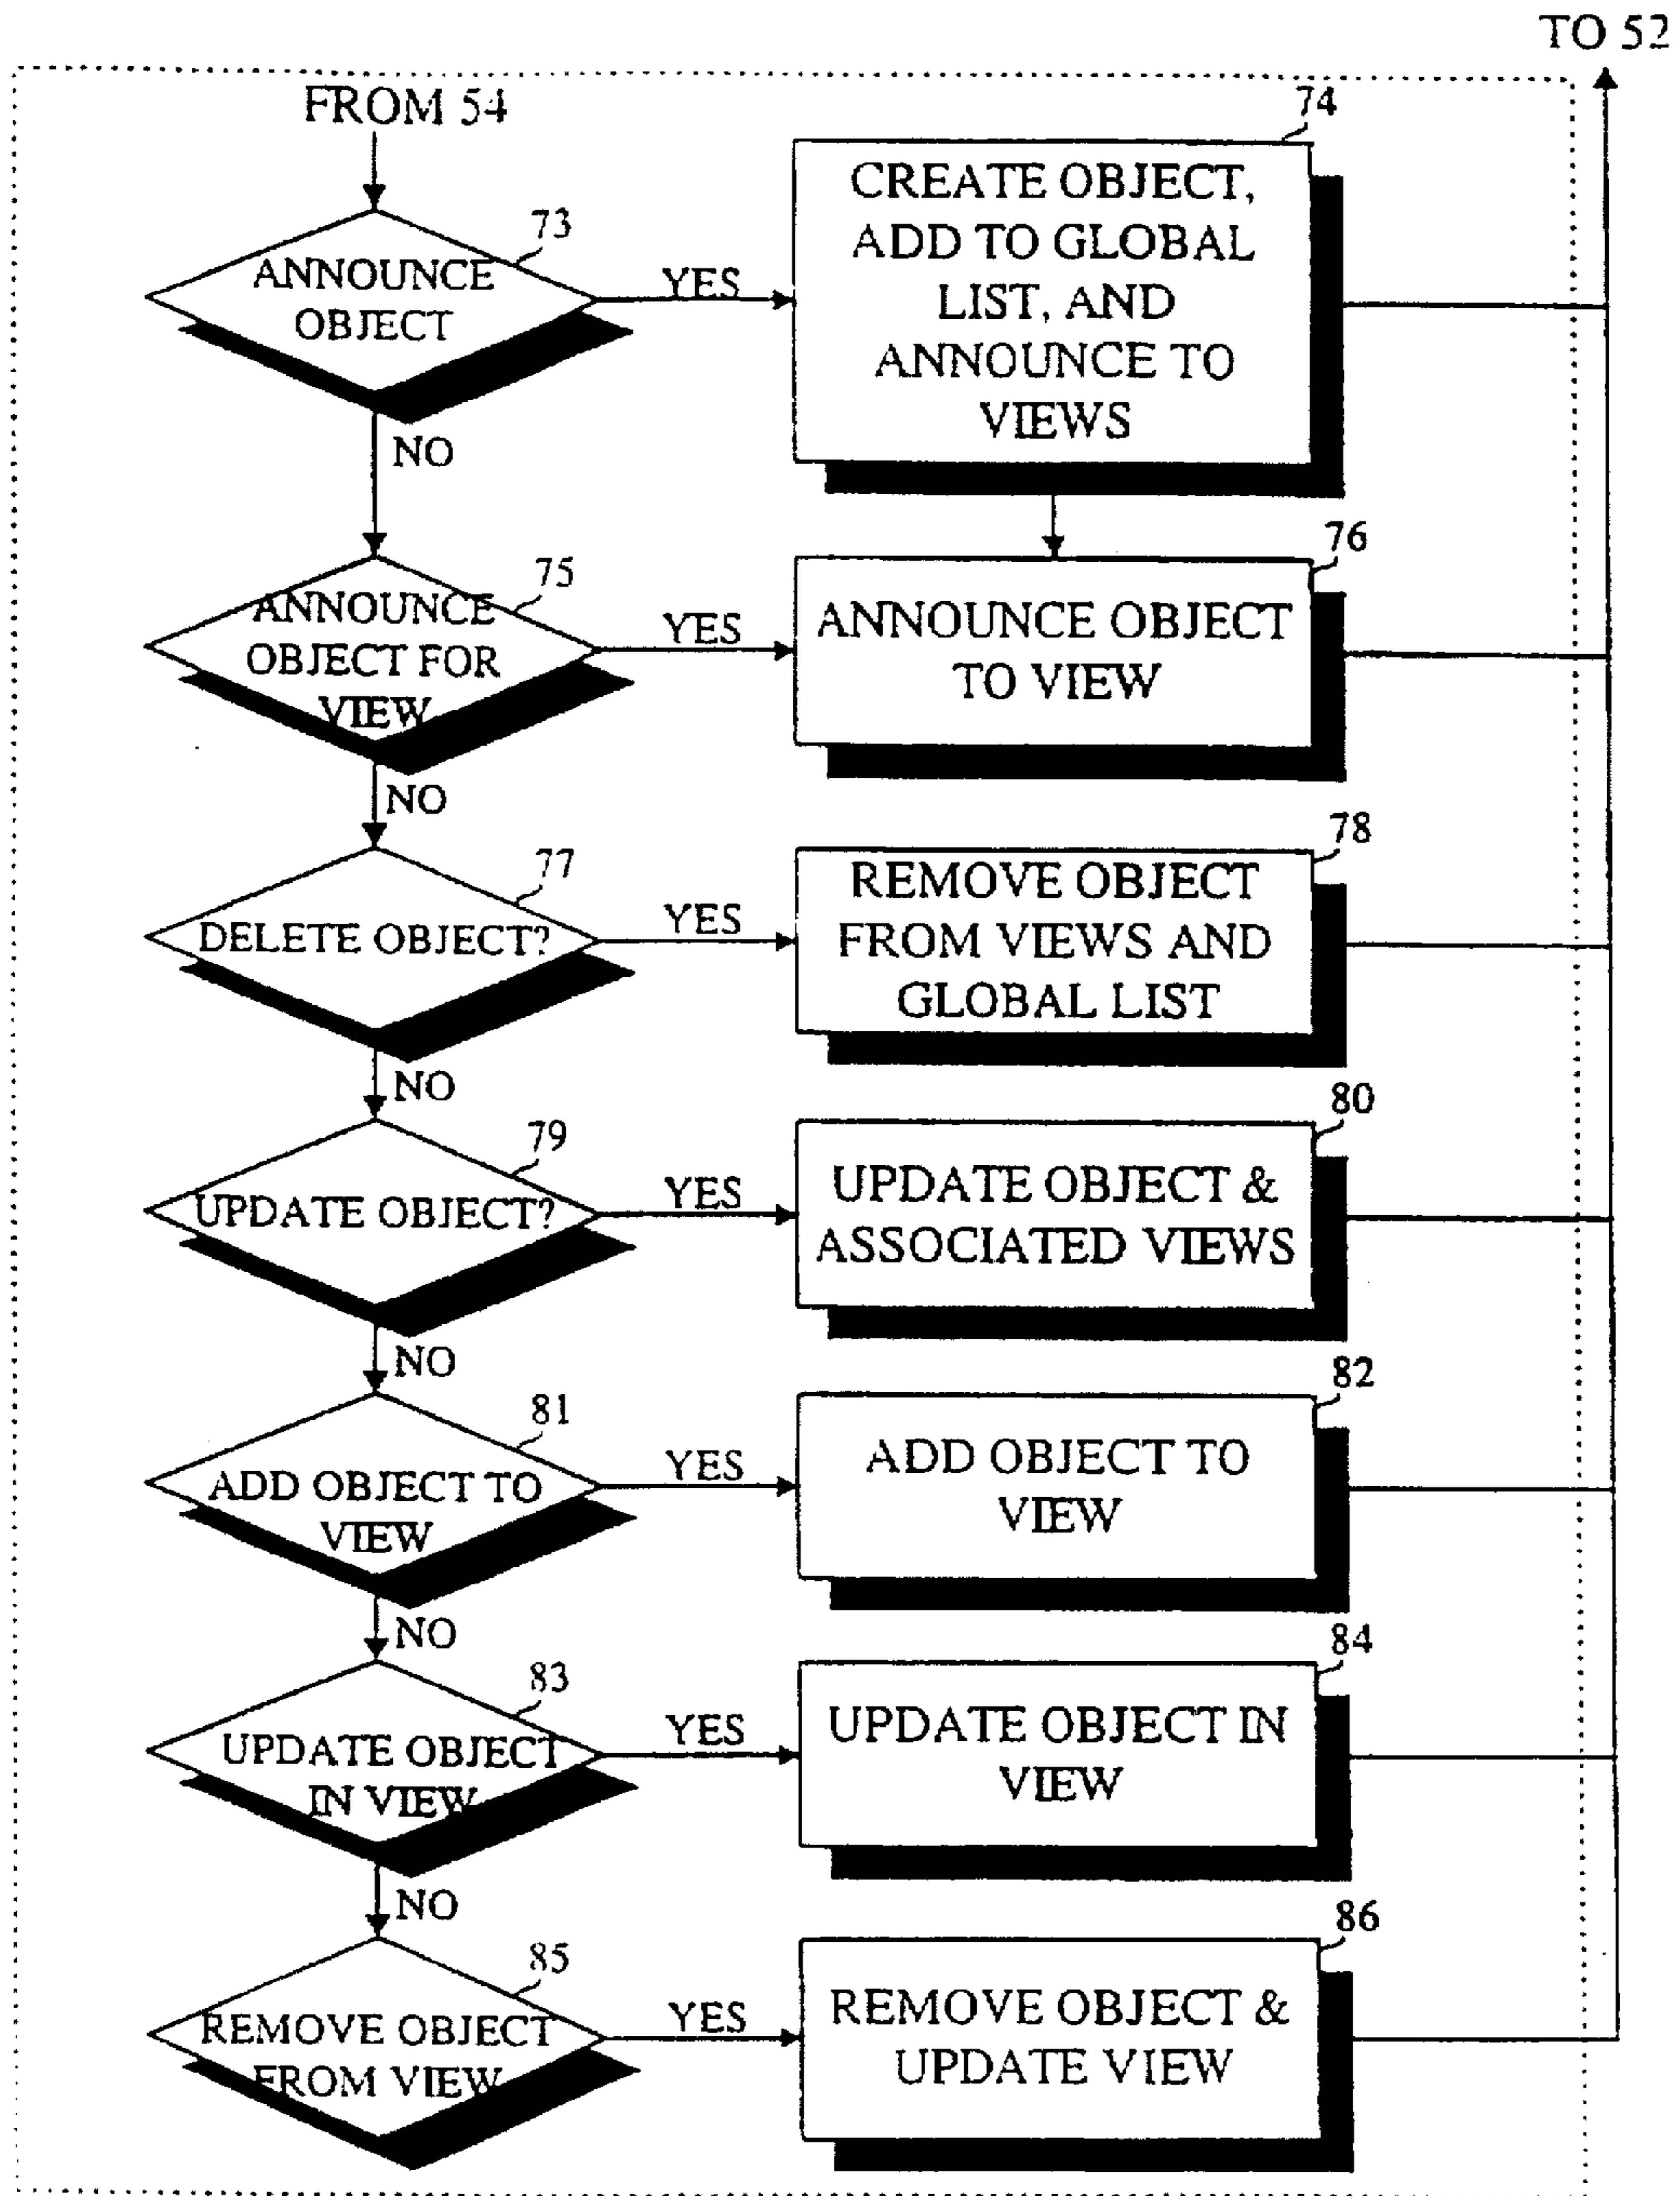 TO 52
FROM 54
74
CREATE OBJECT,
ADD TO GLOBAL
LIST, AND
ANNOUNCE TO
VIEWS
73
ANNOUNCE
OBJECT
YES
NO
76
ANNOUNCE OBJECT
TO VIEW
75
ANNOUNCE
OBJECT FOR
VIEW
YES
NO
78
REMOVE OBJECT
FROM VIEWS AND
GLOBAL LIST
77
DELETE OBJECT?
YES
NO
80
UPDATE OBJECT &
ASSOCIATED VIEWS
79
UPDATE OBJECT?
YES
NO
82
ADD OBJECT TO
VIEW
81
ADD OBJECT TO
VIEW
YES
NO
84
UPDATE OBJECT IN
VIEW
83
UPDATE OBJECT
IN VIEW
YES
NO
86
REMOVE OBJECT &
UPDATE VIEW
85
REMOVE OBJECT
FROM VIEW
YES